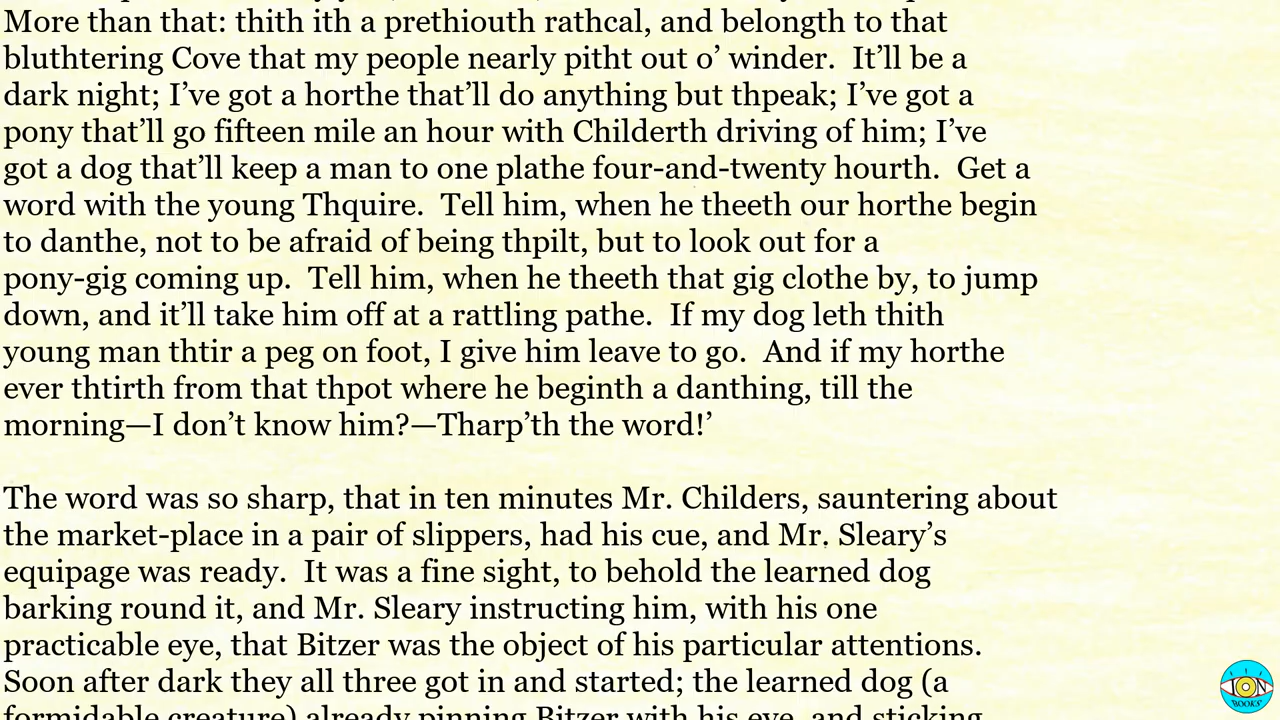 More than that: thith ith a prethiouth rathcal, and belongth to that
bluthtering Cove that my people nearly pitht out o’ winder.  It’ll be a
dark night; I’ve got a horthe that’ll do anything but thpeak; I’ve got a
pony that’ll go fifteen mile an hour with Childerth driving of him; I’ve
got a dog that’ll keep a man to one plathe four-and-twenty hourth.  Get a
word with the young Thquire.  Tell him, when he theeth our horthe begin
to danthe, not to be afraid of being thpilt, but to look out for a
pony-gig coming up.  Tell him, when he theeth that gig clothe by, to jump
down, and it’ll take him off at a rattling pathe.  If my dog leth thith
young man thtir a peg on foot, I give him leave to go.  And if my horthe
ever thtirth from that thpot where he beginth a danthing, till the
morning—I don’t know him?—Tharp’th the word!’

The word was so sharp, that in ten minutes Mr. Childers, sauntering about
the market-place in a pair of slippers, had his cue, and Mr. Sleary’s
equipage was ready.  It was a fine sight, to behold the learned dog
barking round it, and Mr. Sleary instructing him, with his one
practicable eye, that Bitzer was the object of his particular attentions.
Soon after dark they all three got in and started; the learned dog (a
formidable creature) already pinning Bitzer with his eye, and sticking
ION
BOOKS